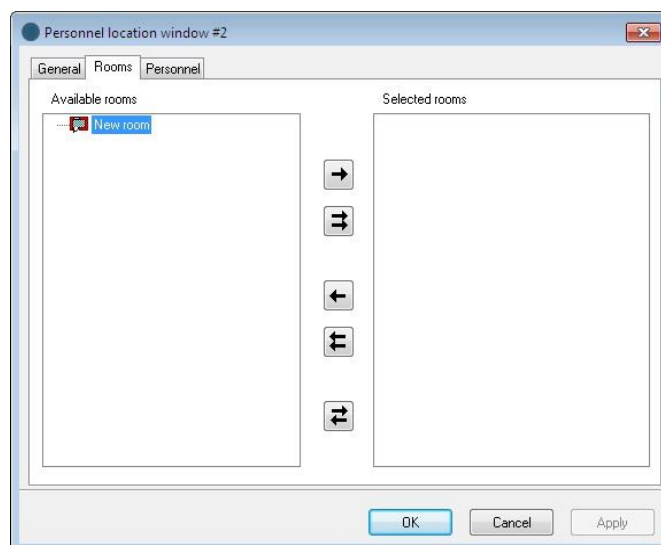 Personnel location window #2
General Rooms Personnel
Available rooms Selected rooms
New room
OK Cancel Apply